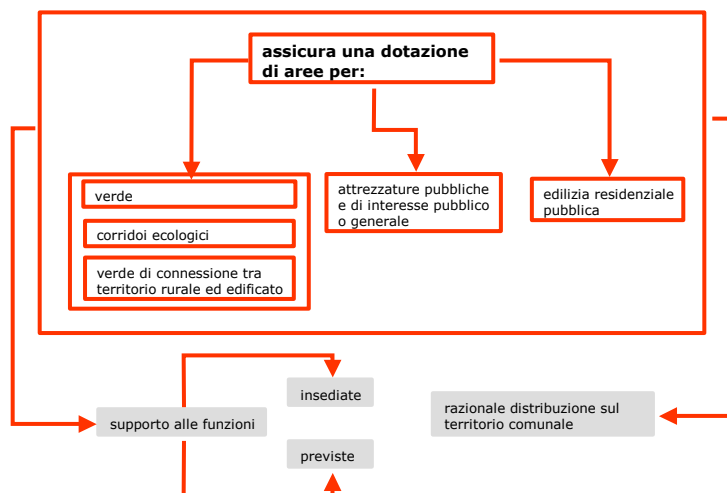 assicura una dotazione
di aree per:
verde
corridoi ecologici
verde di connessione tra
territorio rurale ed edificato
attrezzature pubbliche
e di interesse pubblico
o generale
edilizia residenziale
pubblica
supporto alle funzioni
insediate
previste
razionale distribuzione sul
territorio comunale